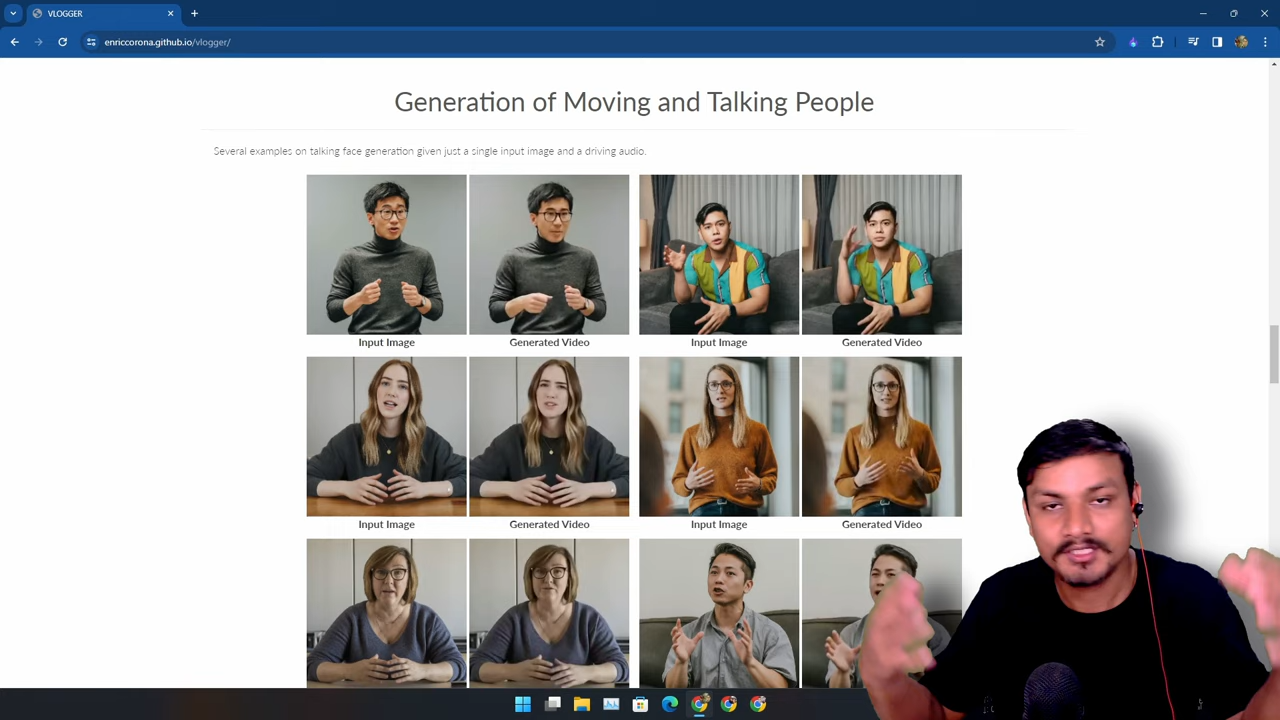 VLOGGER
enriccorona.github.io/vlogger/
Generation of Moving and Talking People
Several examples on talking face generation given just a single input image and a driving audio.
Input Image
Generated Video
Input Image
Generated Video
Input Image
Generated Video
Input Image
Generated Video